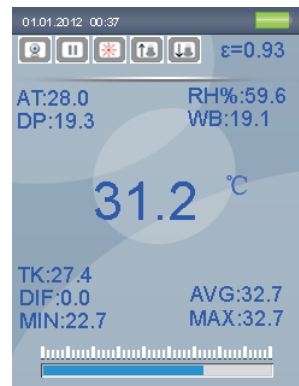 01.01.2012 00:37
ε=0.93
AT:28.0 RH%:59.6
DP:19.3 WB:19.1
31.2 ℃
TK:27.4
DIF:0.0 AVG:32.7
MIN:22.7 MAX:32.7